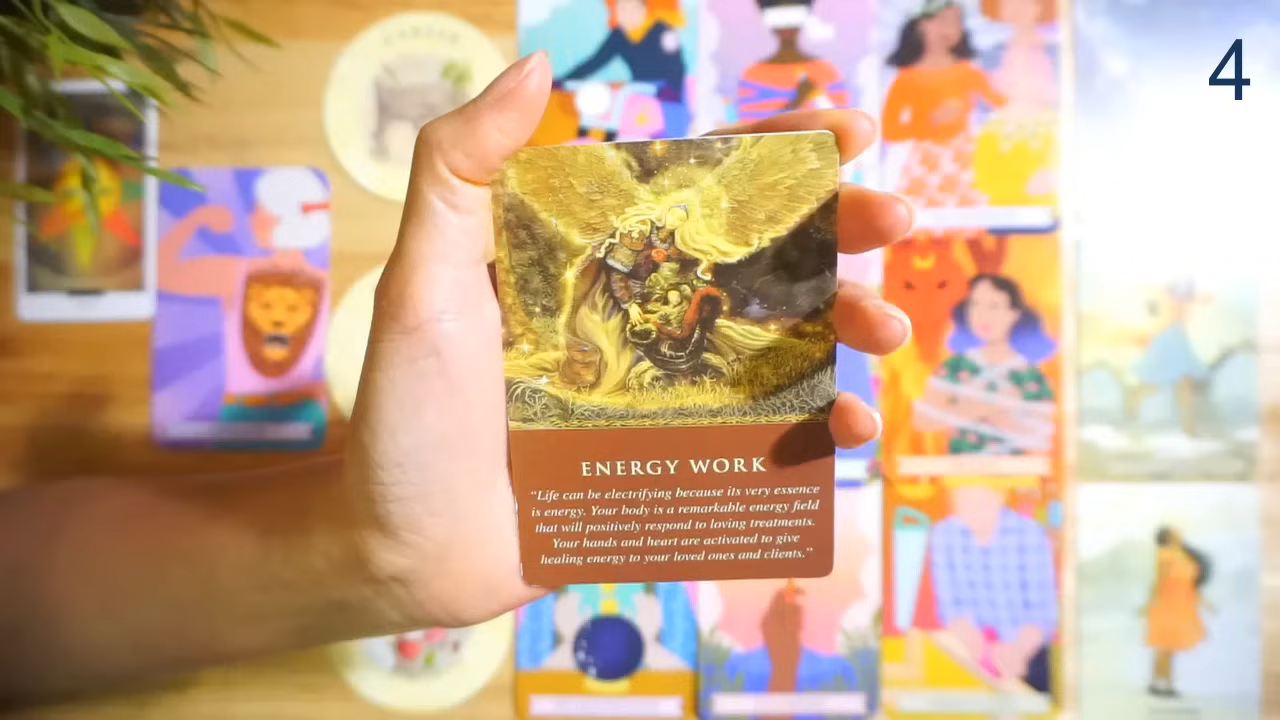 4
ENERGY WORK
"Life can be electrifying because its very essence
is energy. Your body is a remarkable energy field
that will positively respond to loving treatments.
Your hands and heart are activated to give
healing energy to your loved ones and clients."